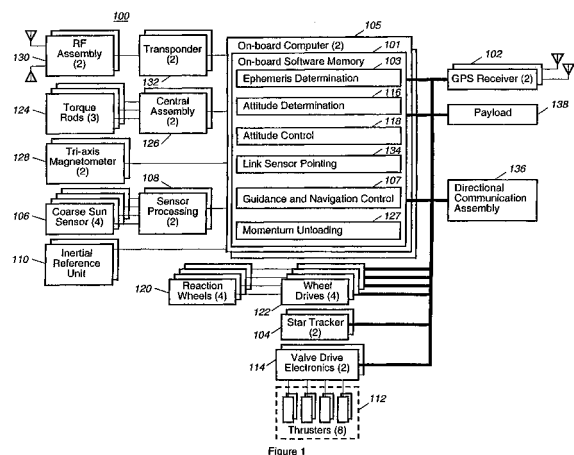 100
105
RF
Assembly
(2)
130
Transponder
(2)
132
On-board Computer (2)
101
On-board Software Memory
103
Ephemeris Determination
116
Attitude Determination
118
Attitude Control
134
Link Sensor Pointing
107
Guidance and Navigation Control
127
Momentum Unloading
102
GPS Receiver (2)
Payload
138
136
Directional
Communication
Assembly
124
Torque
Rods (3)
Central
Assembly
(2)
126
128
Tri-axis
Magnetometer
(2)
108
106
Coarse Sun
Sensor (4)
Sensor
Processing
(2)
110
Inertial
Reference
Unit
120
Reaction
Wheels (4)
122
Wheel
Drives (4)
104
Star Tracker
(2)
114
Valve Drive
Electronics (2)
112
Thrusters (8)
Figure 1